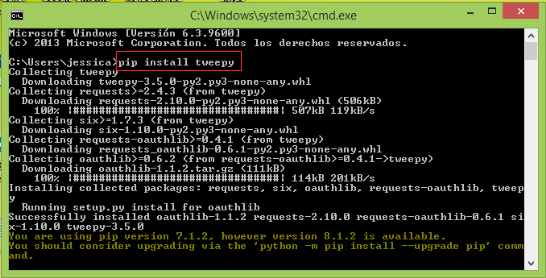 C:\Windows\system32\cmd.exe
Microsoft Windows [Versión 6.3.9600]
(c) 2013 Microsoft Corporation. Todos los derechos reservados.
C:\Users\jessica>pip install tweepy
Collecting tweepy
Downloading tweepy-3.5.0-py2.py3-none-any.whl
Collecting requests>=2.4.3 (from tweepy)
Downloading requests-2.10.0-py2.py3-none-any.whl (506kB)
100% |################################| 507kB 119kB/s
Collecting six>=1.7.3 (from tweepy)
Downloading six-1.10.0-py2.py3-none-any.whl
Collecting requests-oauthlib>=0.4.1 (from tweepy)
Downloading requests_oauthlib-0.6.1-py2.py3-none-any.whl
Collecting oauthlib>=0.6.2 (from requests-oauthlib>=0.4.1->tweepy)
Downloading oauthlib-1.1.2.tar.gz (111kB)
100% |################################| 114kB 201kB/s
Installing collected packages: requests, six, oauthlib, requests-oauthlib, tweep
y
Running setup.py install for oauthlib
Successfully installed oauthlib-1.1.2 requests-2.10.0 requests-oauthlib-0.6.1 si
x-1.10.0 tweepy-3.5.0
You are using pip version 7.1.2, however version 8.1.2 is available.
You should consider upgrading via the 'python -m pip install --upgrade pip' comm
and.